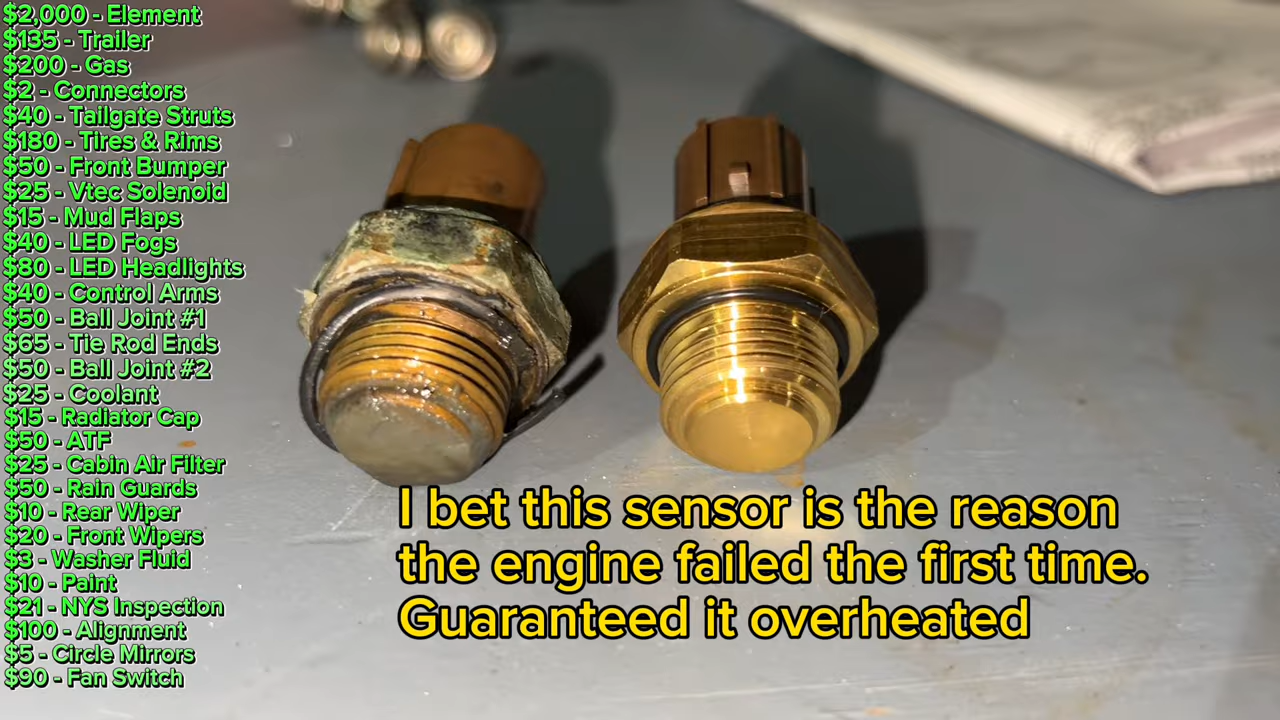 $2,000 - Element
$135 - Trailer
$200 - Gas
$2 - Connectors
$40 - Tailgate Struts
$180 - Tires & Rims
$50 - Front Bumper
$25 - Vtec Solenoid
$15 - Mud Flaps
$40 - LED Fogs
$80 - LED Headlights
$40 - Control Arms
$50 - Ball Joint #1
$65 - Tie Rod Ends
$50 - Ball Joint #2
$25 - Coolant
$15 - Radiator Cap
$50 - ATF
$25 - Cabin Air Filter
$50 - Rain Guards
$10 - Rear Wiper
$20 - Front Wipers
$3 - Washer Fluid
$10 - Paint
$21 - NYS Inspection
$100 - Alignment
$5 - Circle Mirrors
$90 - Fan Switch
I bet this sensor is the reason
the engine failed the first time.
Guaranteed it overheated